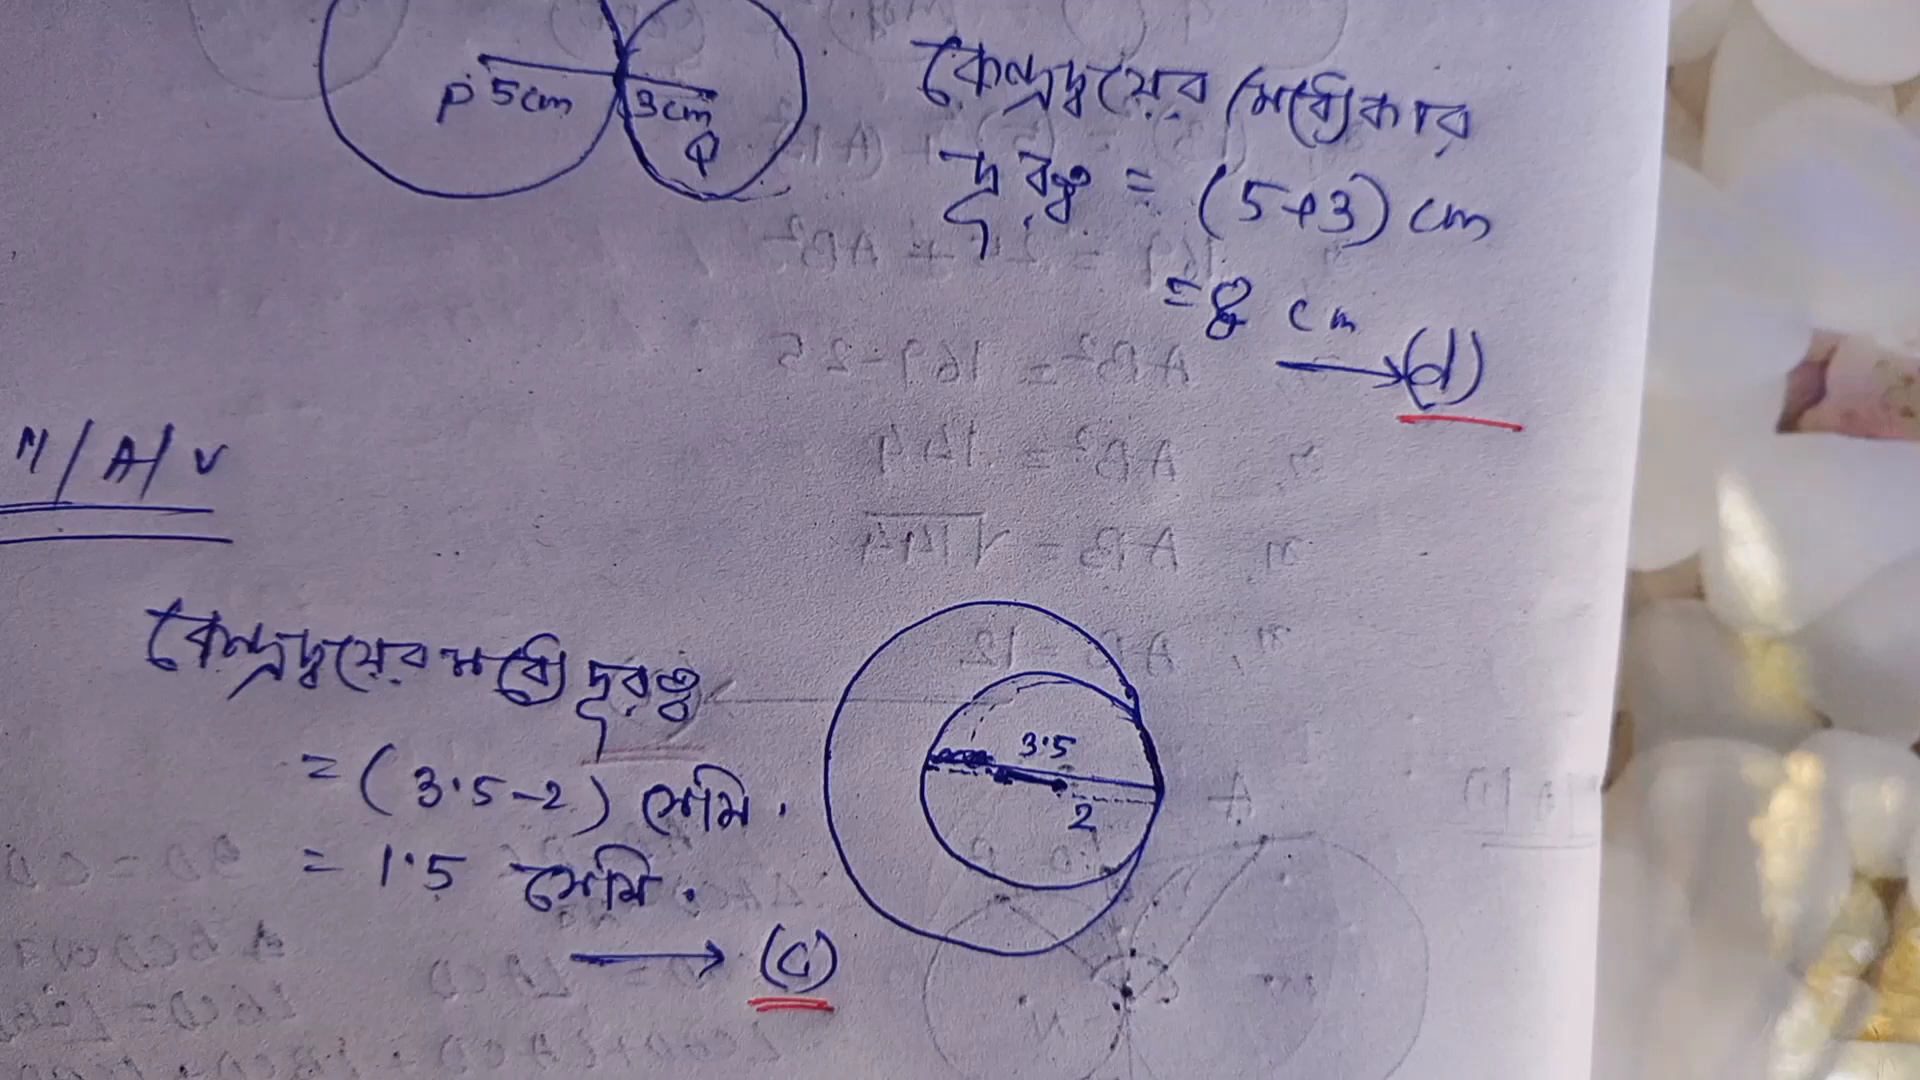 P 5cm
3cm
Q
কেন্দ্রদ্বয়ের মধ্যেকার
দূরত্ব = (5+3) cm
= 8 cm
→ (d)
M/A/V
কেন্দ্রদ্বয়ের মধ্যে দূরত্ব
= (3.5-2) সেমি.
= 1.5 সেমি.
→ (c)
3.5
2